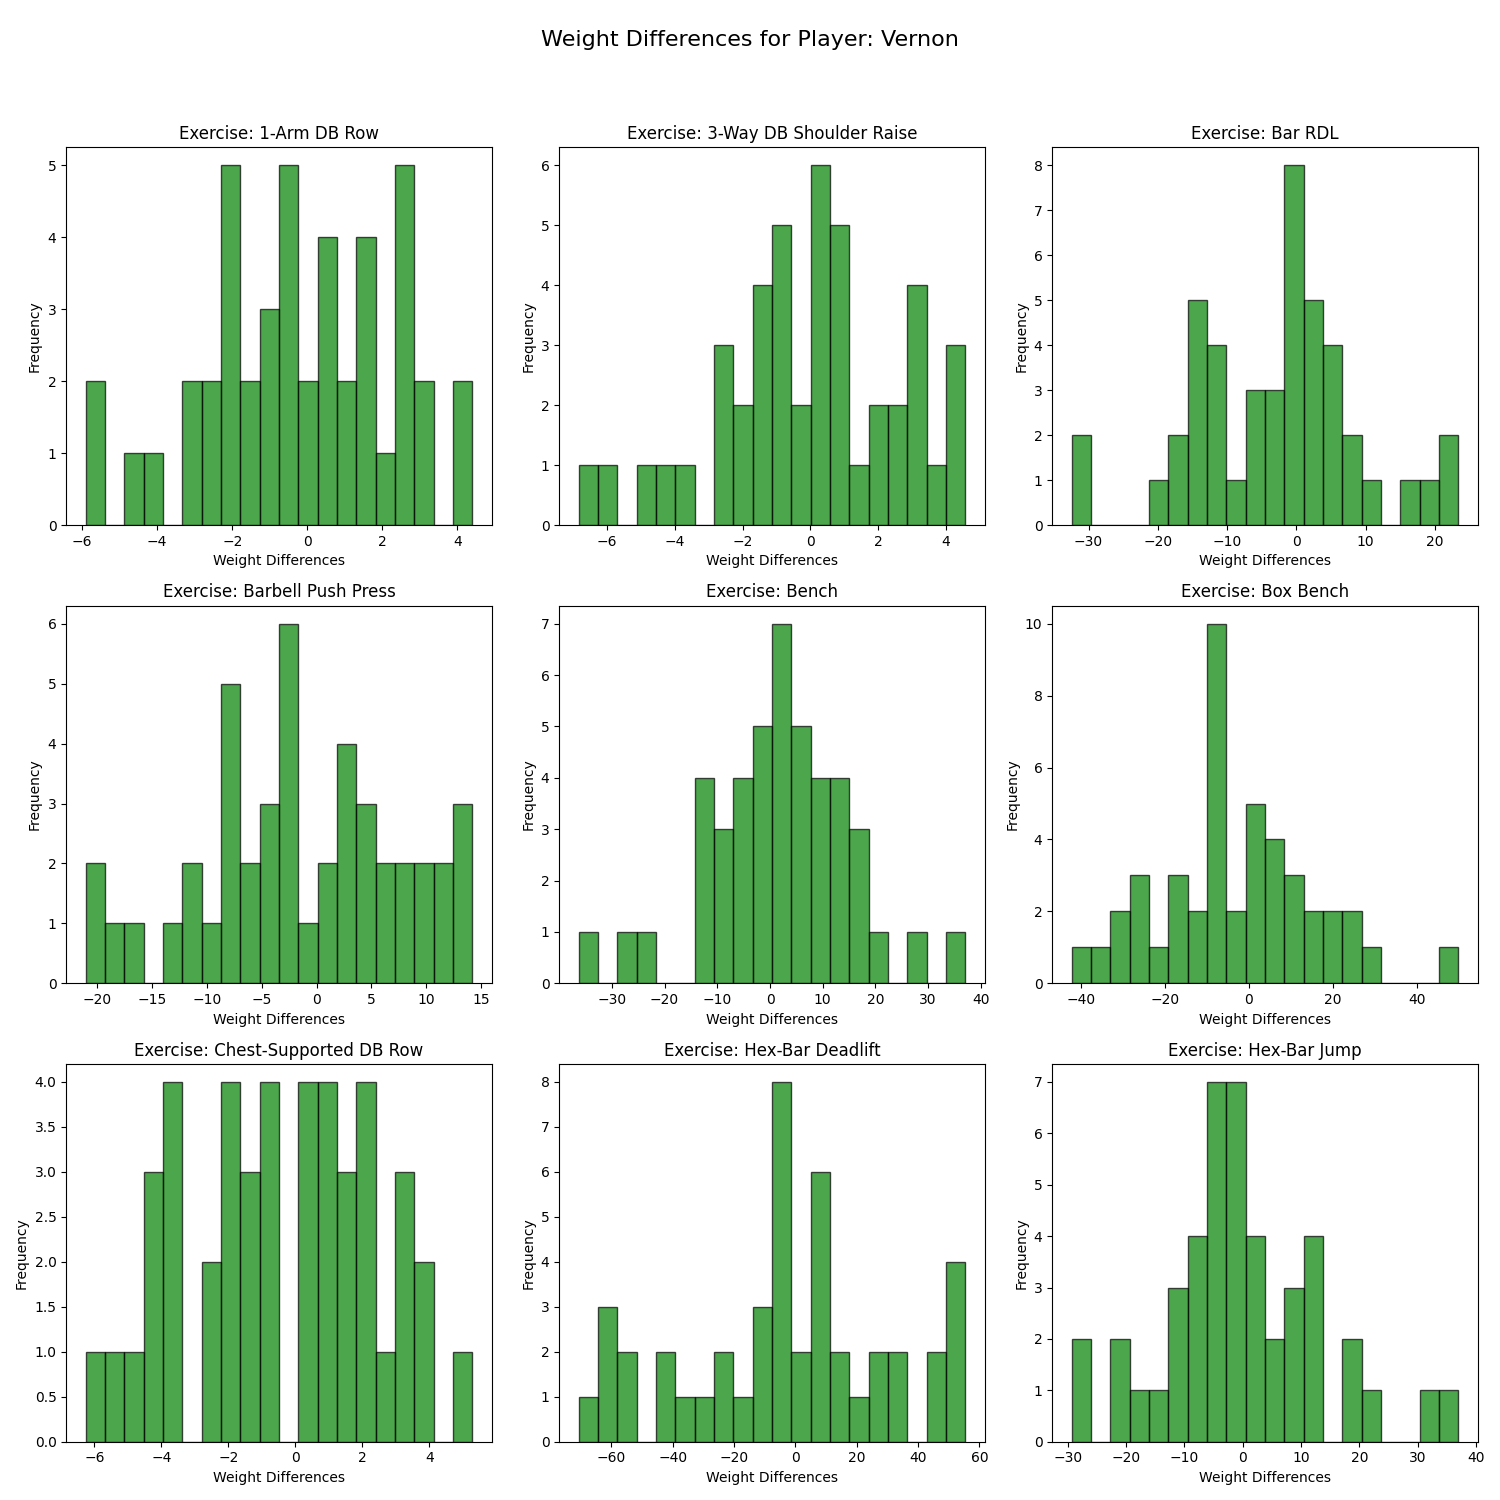 Weight Differences for Player: Vernon
Exercise: 1-Arm DB Row
5
4
3
2
1
0
Frequency
−6 −4 −2 0 2 4
Weight Differences
Exercise: 3-Way DB Shoulder Raise
6
5
4
3
2
1
0
Frequency
−6 −4 −2 0 2 4
Weight Differences
Exercise: Bar RDL
8
7
6
5
4
3
2
1
0
Frequency
−30 −20 −10 0 10 20
Weight Differences
Exercise: Barbell Push Press
6
5
4
3
2
1
0
Frequency
−20 −15 −10 −5 0 5 10 15
Weight Differences
Exercise: Bench
7
6
5
4
3
2
1
0
Frequency
−30 −20 −10 0 10 20 30 40
Weight Differences
Exercise: Box Bench
10
8
6
4
2
0
Frequency
−40 −20 0 20 40
Weight Differences
Exercise: Chest-Supported DB Row
4.0
3.5
3.0
2.5
2.0
1.5
1.0
0.5
0.0
Frequency
−6 −4 −2 0 2 4
Weight Differences
Exercise: Hex-Bar Deadlift
8
7
6
5
4
3
2
1
0
Frequency
−60 −40 −20 0 20 40 60
Weight Differences
Exercise: Hex-Bar Jump
7
6
5
4
3
2
1
0
Frequency
−30 −20 −10 0 10 20 30 40
Weight Differences